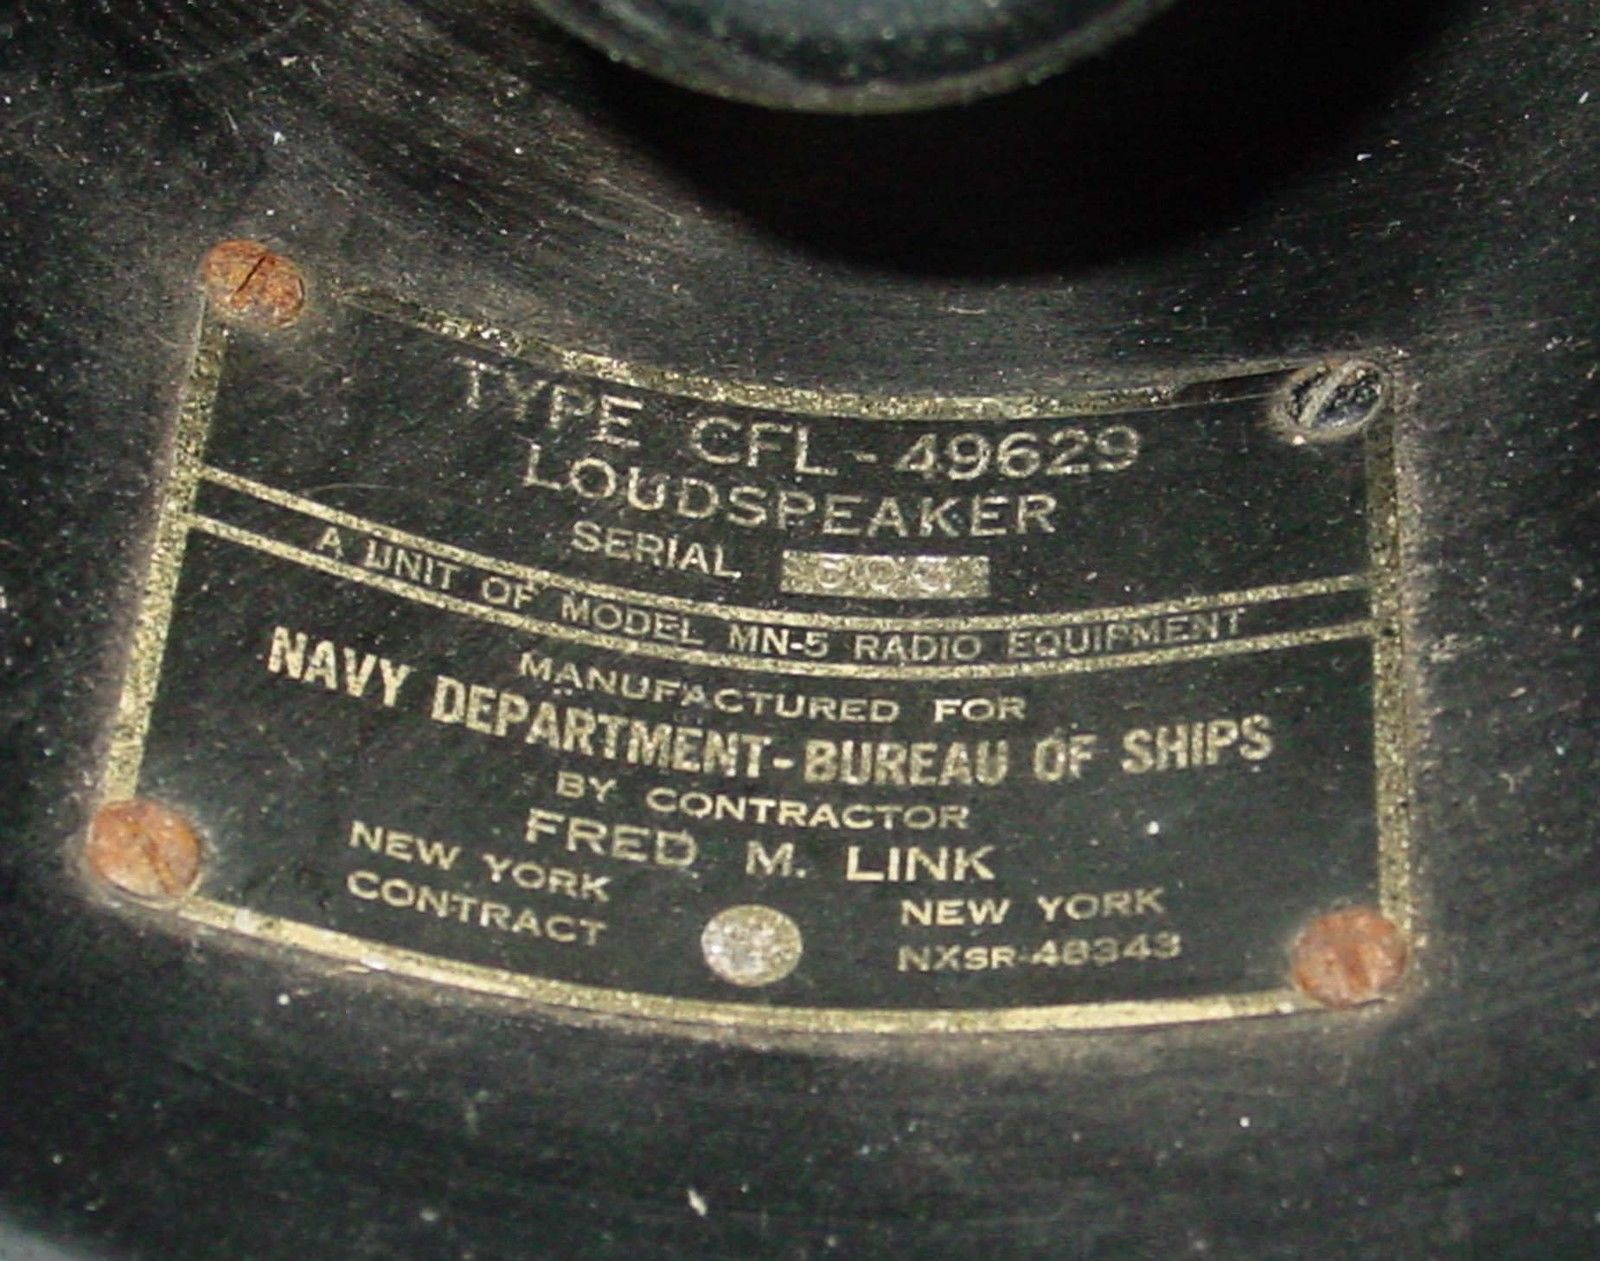 TYPE CFL-49629
LOUDSPEAKER
SERIAL
A UNIT OF MODEL MN-5 RADIO EQUIPMENT
MANUFACTURED FOR
NAVY DEPARTMENT-BUREAU OF SHIPS
BY CONTRACTOR
FRED M. LINK
NEW YORK NEW YORK
CONTRACT NXSR-48343